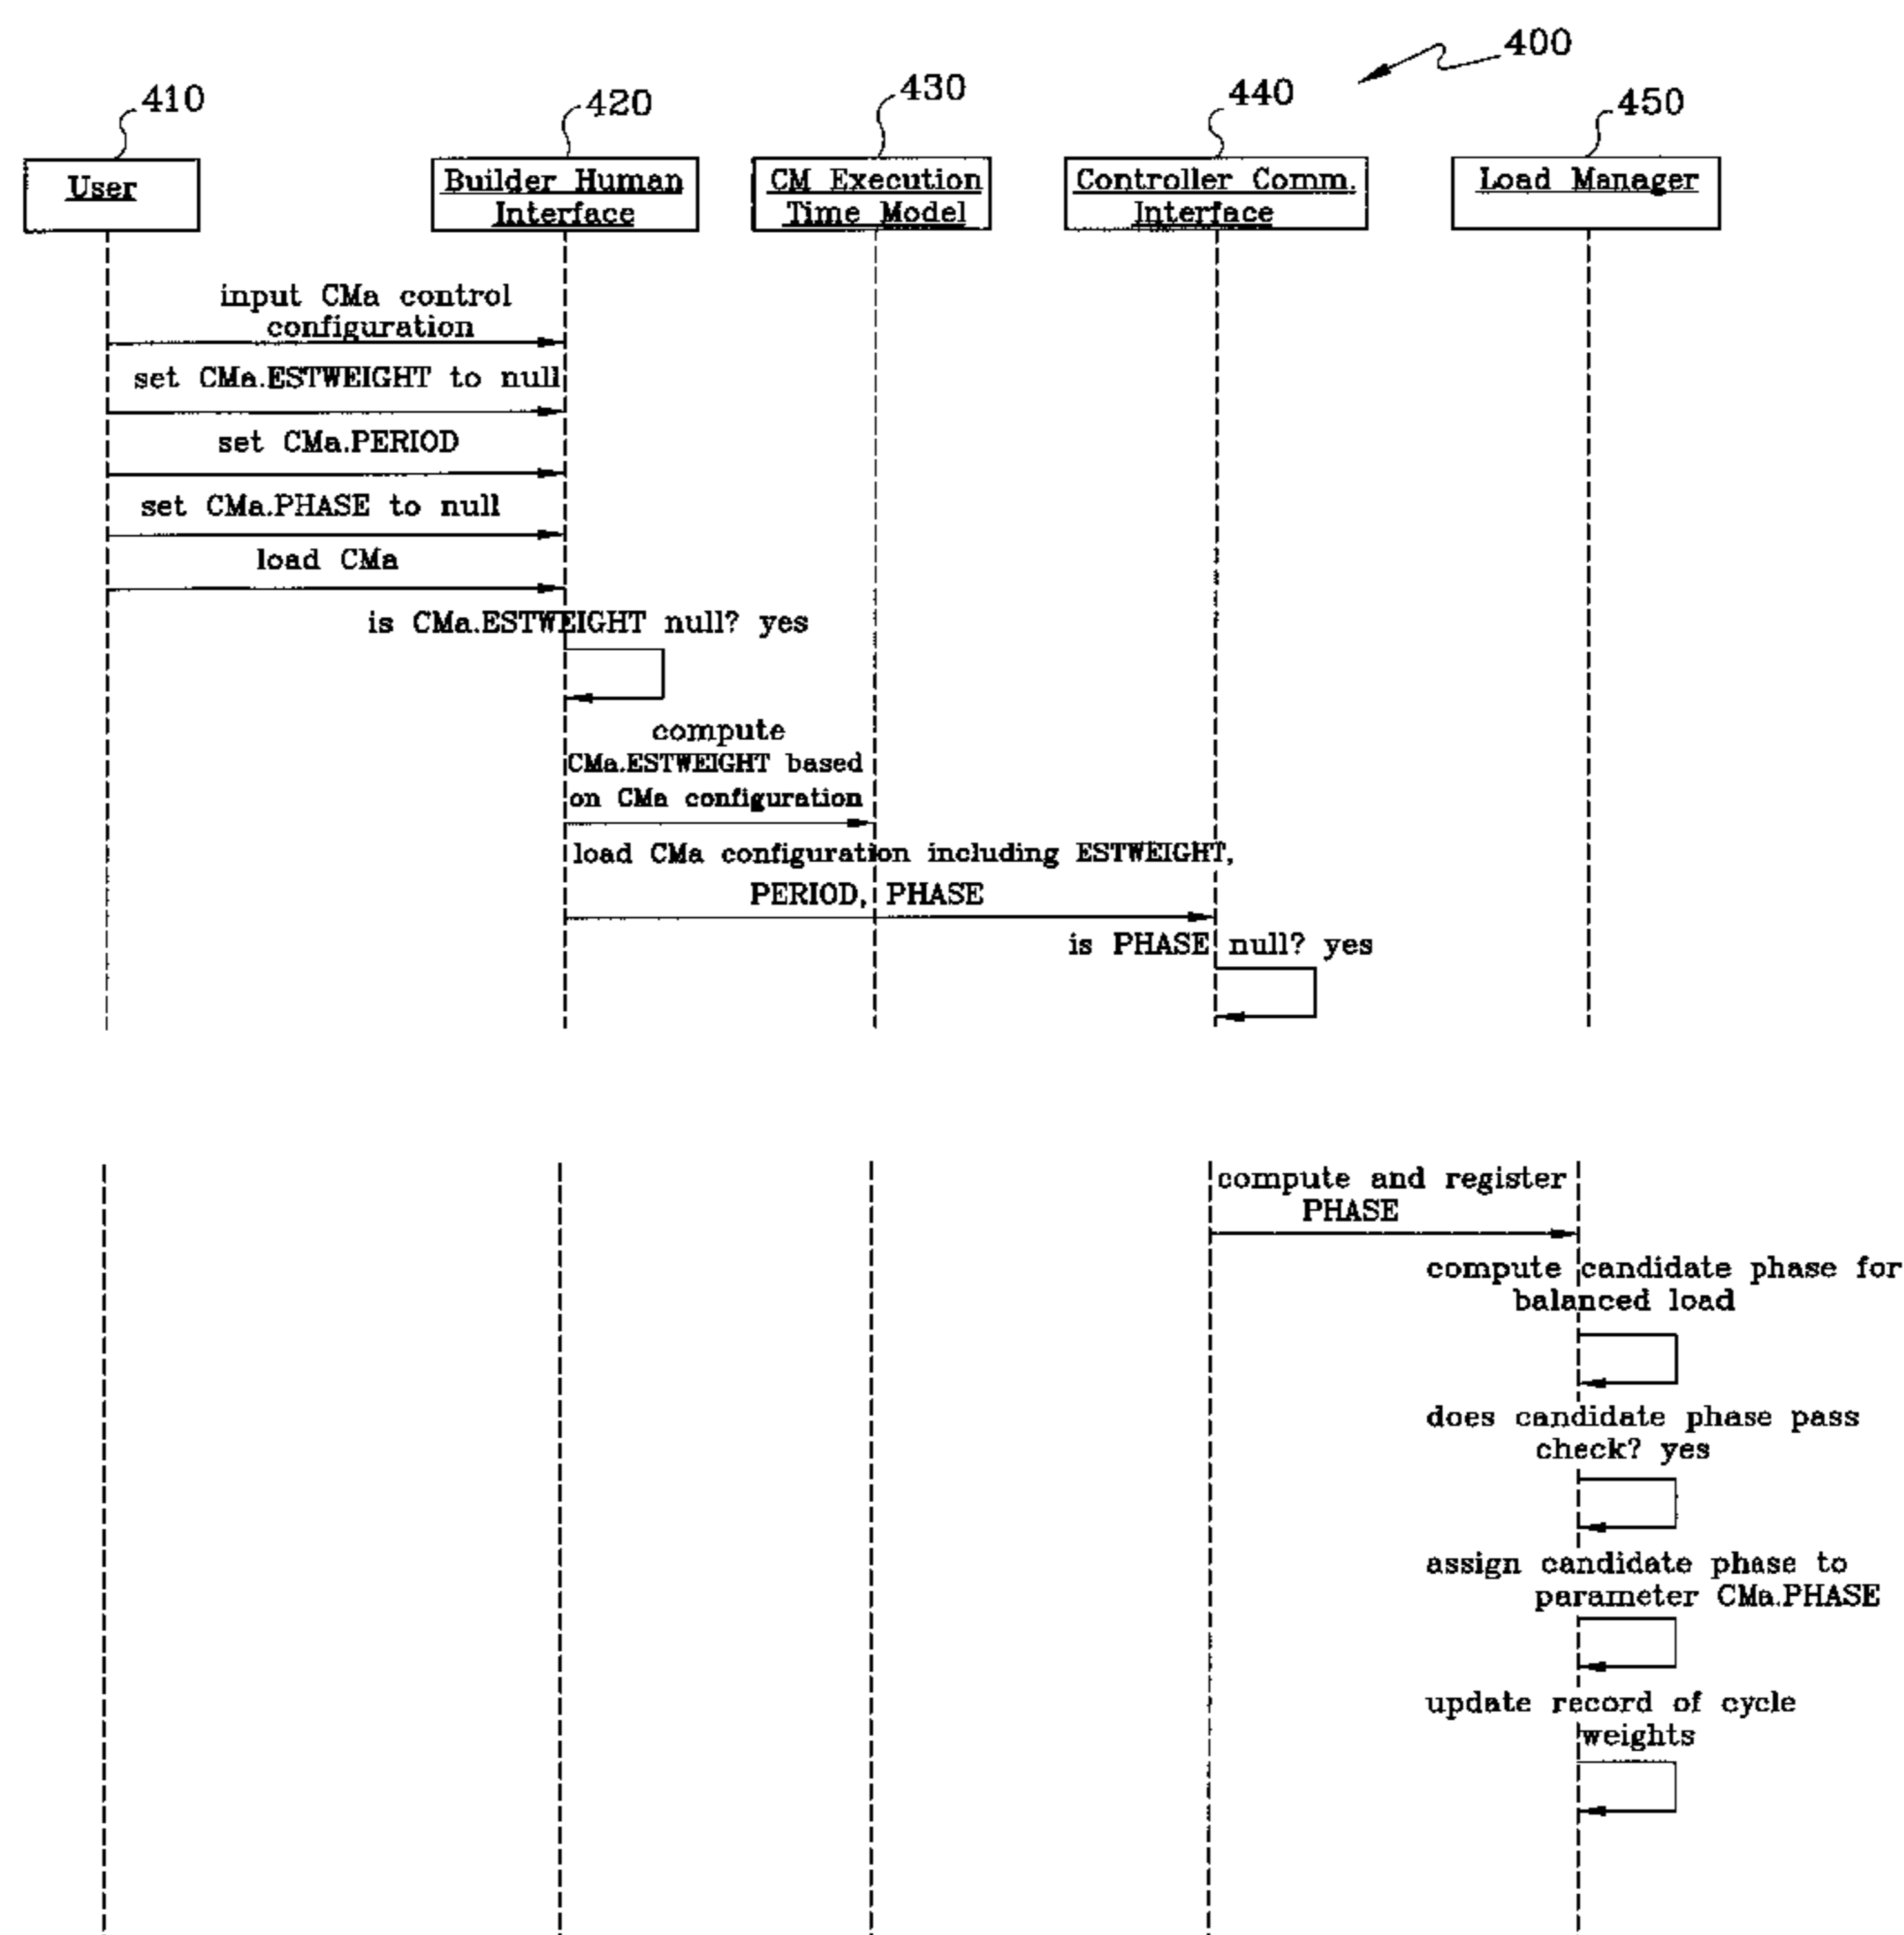 400
410
420
430
440
450
User
Builder Human
Interface
CM Execution
Time Model
Controller Comm.
Interface
Load Manager
input CMa control
configuration
set CMa.ESTWEIGHT to null
set CMa.PERIOD
set CMa.PHASE to null
load CMa
is CMa.ESTWEIGHT null? yes
compute
CMa.ESTWEIGHT based
on CMa configuration
load CMa configuration including ESTWEIGHT,
PERIOD, PHASE
is PHASE null? yes
compute and register
PHASE
compute candidate phase for
balanced load
does candidate phase pass
check? yes
assign candidate phase to
parameter CMa.PHASE
update record of cycle
weights